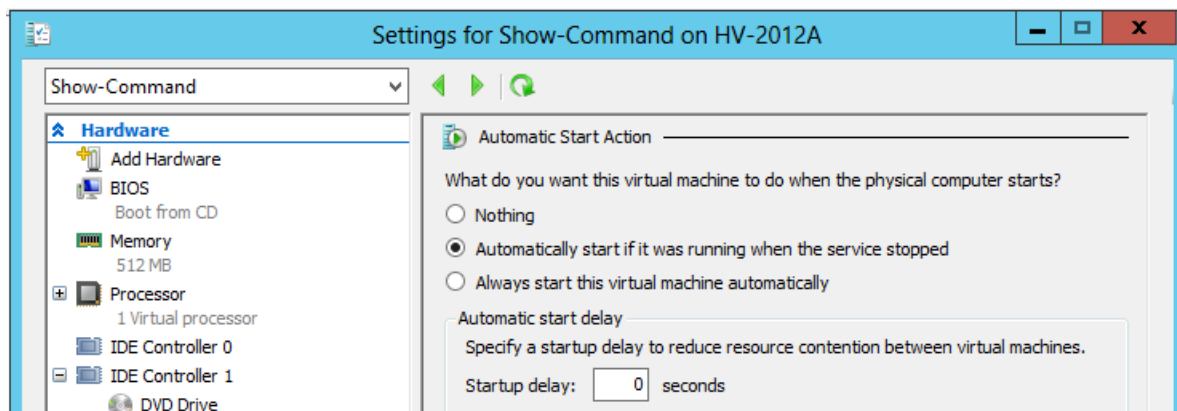 Settings for Show-Command on HV-2012A
Show-Command
Hardware
Add Hardware
BIOS
Boot from CD
Memory
512 MB
Processor
1 Virtual processor
IDE Controller 0
IDE Controller 1
DVD Drive
Automatic Start Action
What do you want this virtual machine to do when the physical computer starts?
Nothing
Automatically start if it was running when the service stopped
Always start this virtual machine automatically
Automatic start delay
Specify a startup delay to reduce resource contention between virtual machines.
Startup delay: 0 seconds